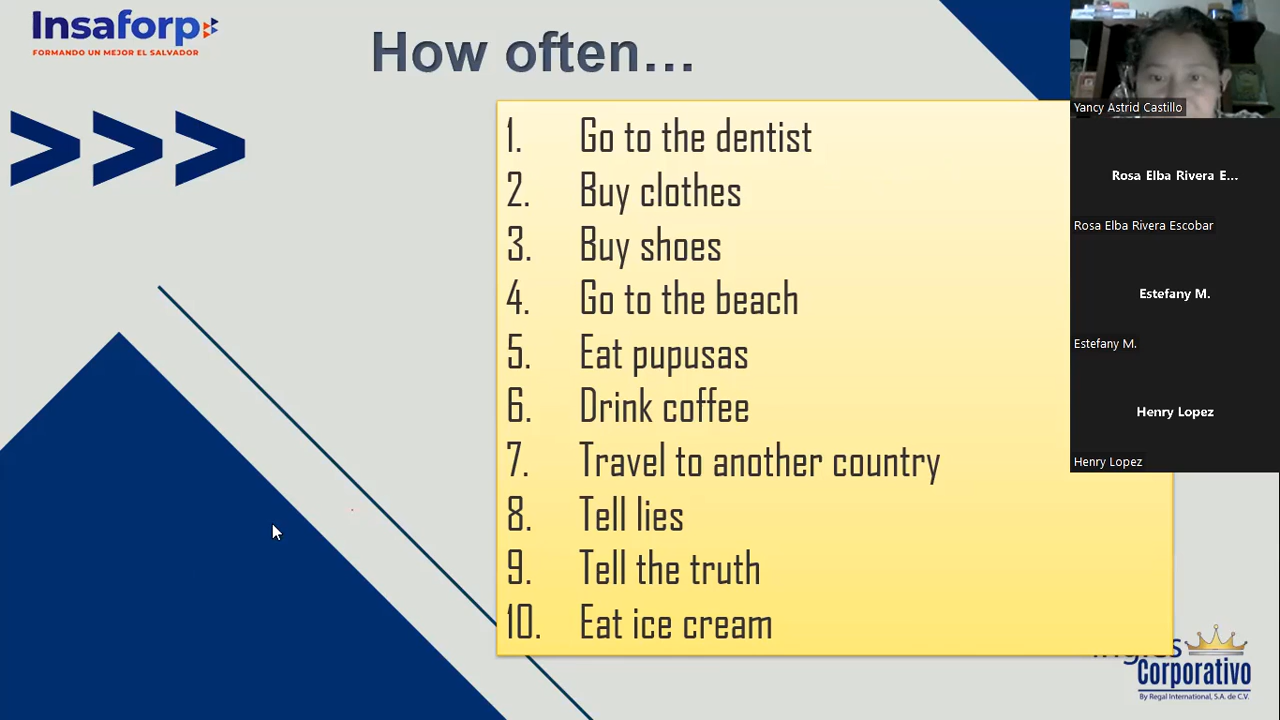 Insaforp
FORMANDO UN MEJOR EL SALVADOR
How often...
1. Go to the dentist
2. Buy clothes
3. Buy shoes
4. Go to the beach
5. Eat pupusas
6. Drink coffee
7. Travel to another country
8. Tell lies
9. Tell the truth
10. Eat ice cream
Yancy Astrid Castillo
Rosa Elba Rivera E...
Rosa Elba Rivera Escobar
Estefany M.
Estefany M.
Henry Lopez
Henry Lopez
Corporativo
By Regal International, S.A. de C.V.